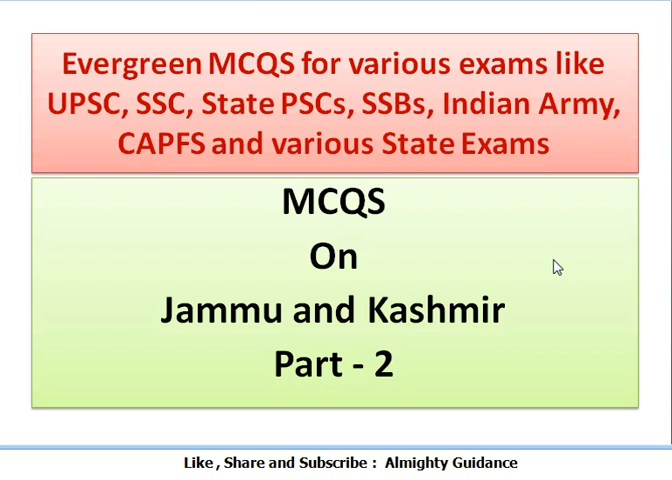 Evergreen MCQS for various exams like
UPSC, SSC, State PSCs, SSBs, Indian Army,
CAPFS and various State Exams
MCQS
On
Jammu and Kashmir
Part - 2
Like , Share and Subscribe : Almighty Guidance